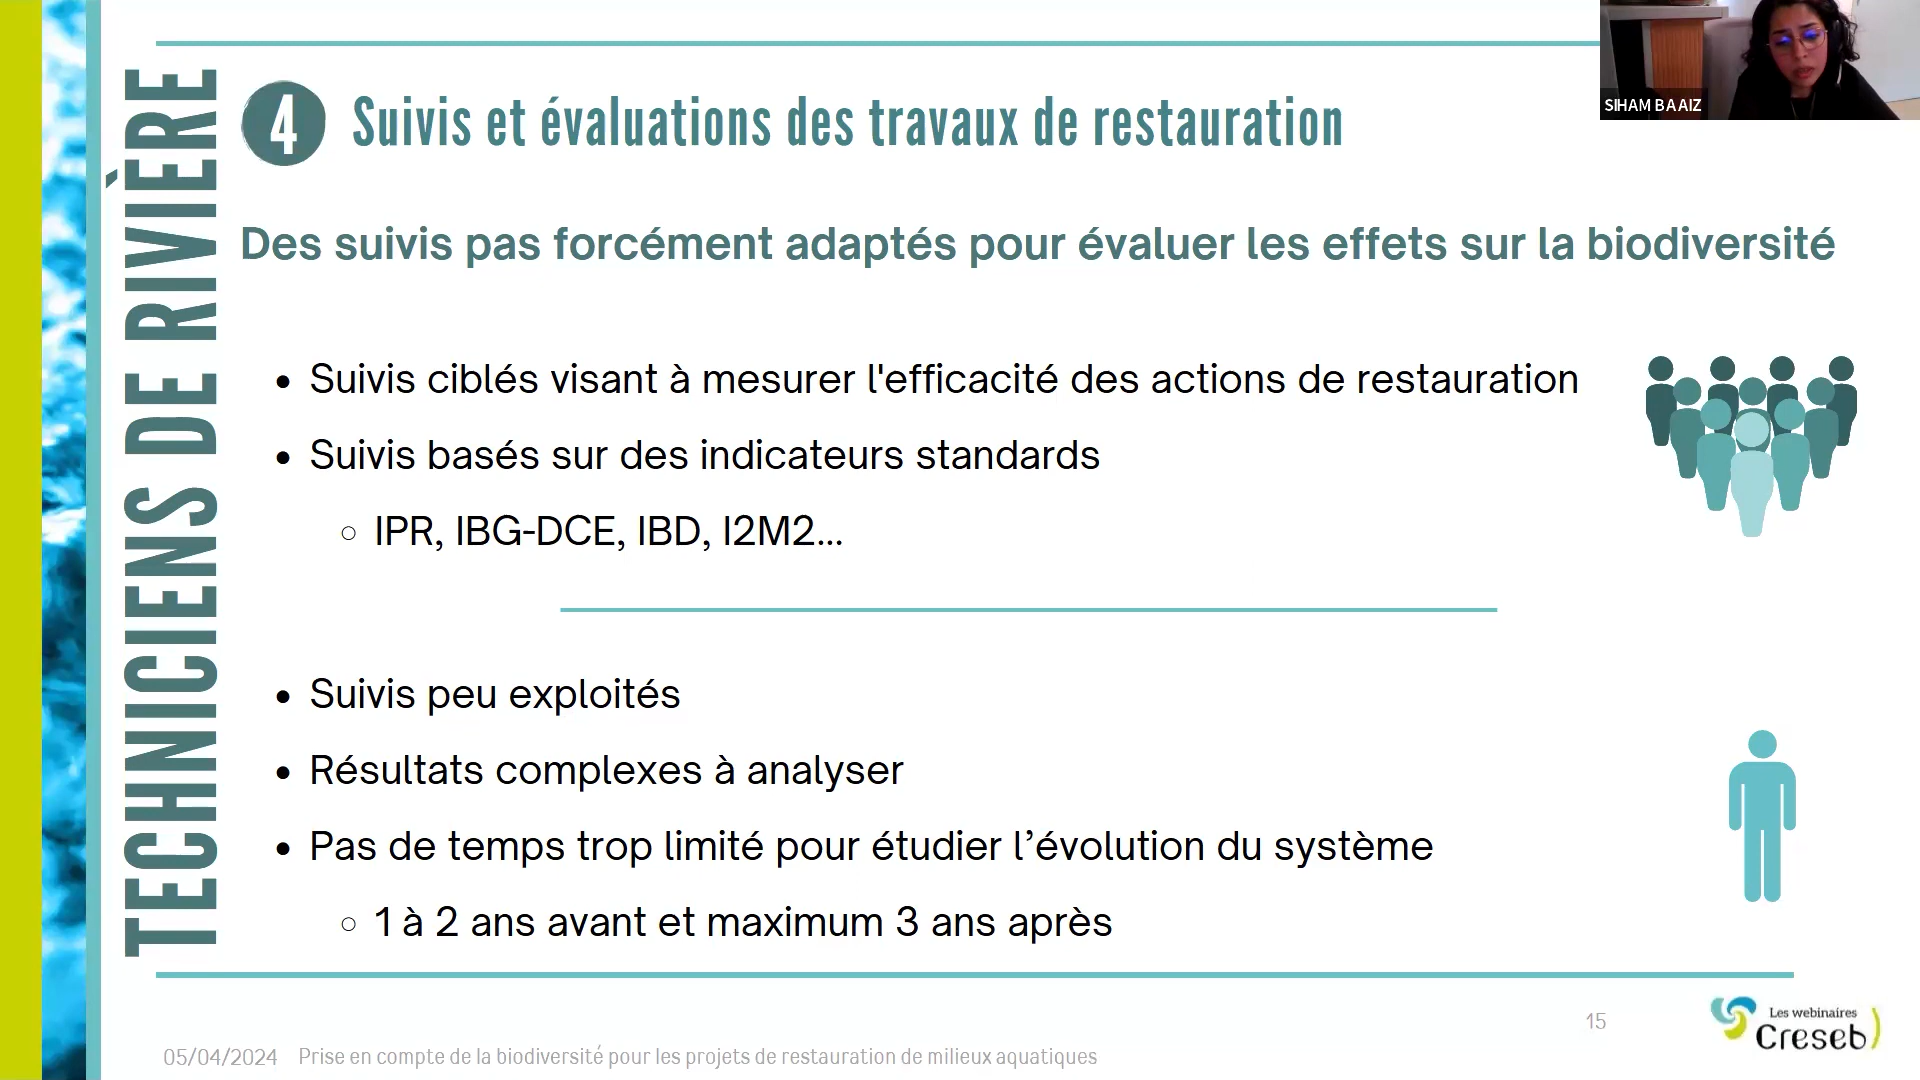 SIHAM BAAIZ
TECHNICIENS DE RIVIÈRE
4
Suivis et évaluations des travaux de restauration
Des suivis pas forcément adaptés pour évaluer les effets sur la biodiversité
• Suivis ciblés visant à mesurer l'efficacité des actions de restauration
• Suivis basés sur des indicateurs standards
○ IPR, IBG-DCE, IBD, I2M2...
• Suivis peu exploités
• Résultats complexes à analyser
• Pas de temps trop limité pour étudier l’évolution du système
○ 1 à 2 ans avant et maximum 3 ans après
15
Les webinaires
Creseb
05/04/2024 Prise en compte de la biodiversité pour les projets de restauration de milieux aquatiques